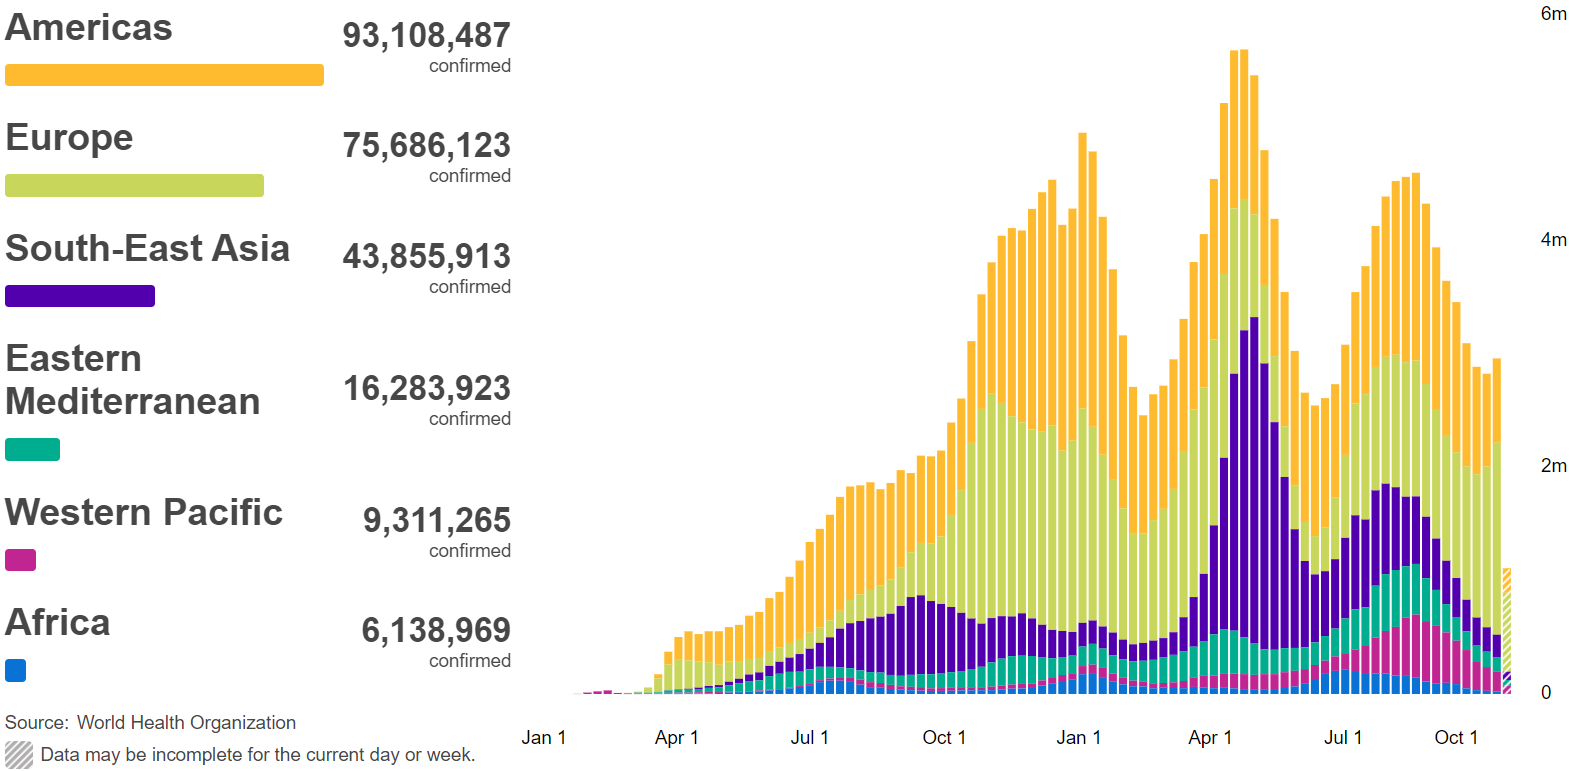 Americas
93,108,487
confirmed
Europe
75,686,123
confirmed
South-East Asia
43,855,913
confirmed
Eastern
Mediterranean
16,283,923
confirmed
Western Pacific
9,311,265
confirmed
Africa
6,138,969
confirmed
Source: World Health Organization
Data may be incomplete for the current day or week.
6m
4m
2m
0
Jan 1 Apr 1 Jul 1 Oct 1 Jan 1 Apr 1 Jul 1 Oct 1